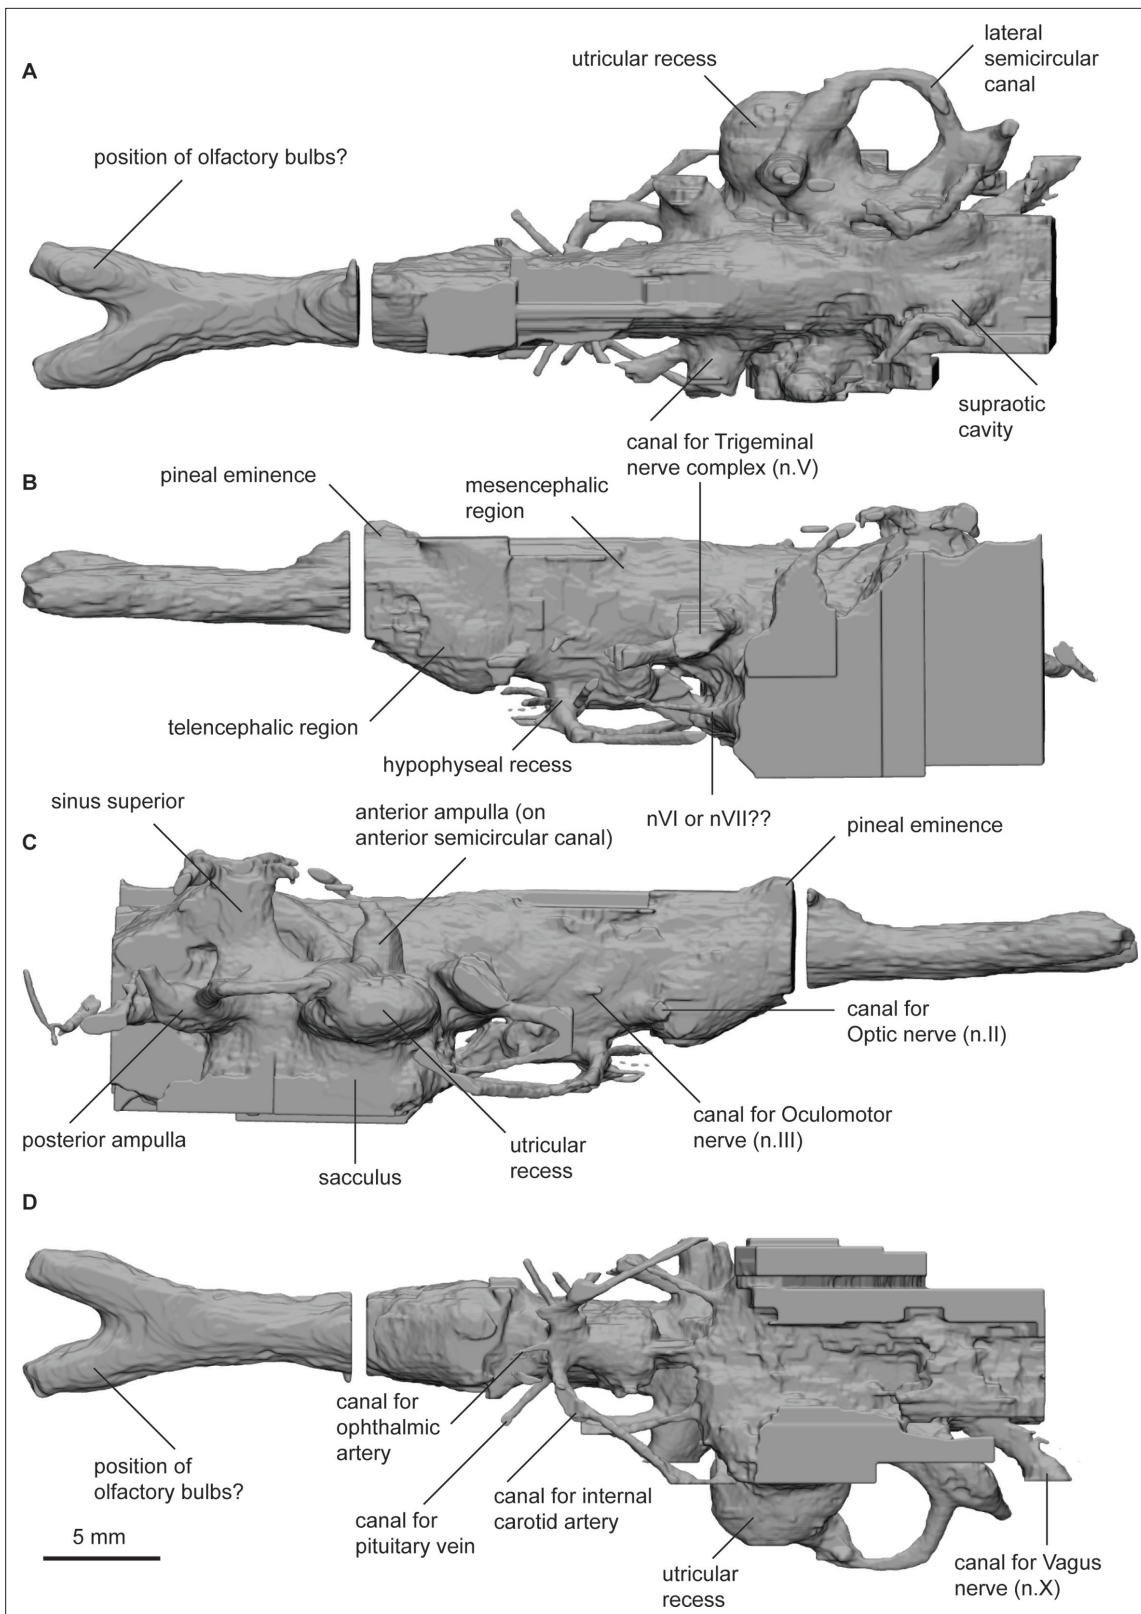 A
utricular recess
lateral
semicircular
canal
position of olfactory bulbs?
supraotic
cavity
canal for Trigeminal
nerve complex (n.V)
B
pineal eminence
mesencephalic
region
telencephalic region
hypophyseal recess
nVI or nVII??
C
sinus superior
anterior ampulla (on
anterior semicircular canal)
pineal eminence
canal for
Optic nerve (n.II)
posterior ampulla
sacculus
utricular
recess
canal for Oculomotor
nerve (n.III)
D
canal for
ophthalmic
artery
position of
olfactory bulbs?
canal for
pituitary vein
canal for internal
carotid artery
utricular
recess
canal for Vagus
nerve (n.X)
5 mm